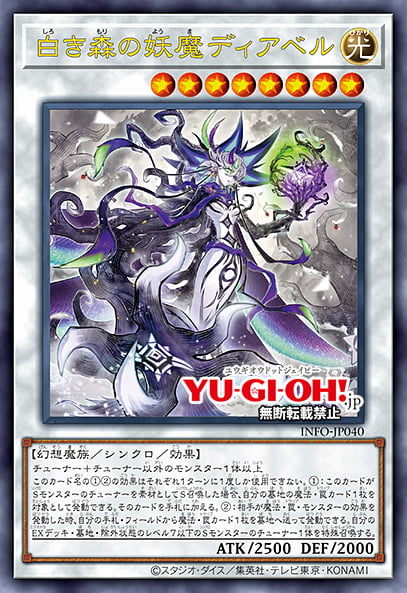 白き森の妖魔ディアベル
光
ユウギオウドットジェイピー
YU-GI-OH!.jp
無断転載禁止
INFO-JP040
【幻想魔族/シンクロ/効果】
チューナー+チューナー以外のモンスター1体以上
このカード名の①②の効果はそれぞれ1ターンに1度しか使用できない。①:このカードが
SモンスターのチューナーをS素材としてS召喚した場合、自分の墓地の魔法・罠カード1枚を
対象として発動できる。そのカードを手札に加える。②:相手が魔法・罠・モンスターの効果を
発動した時、自分の手札・フィールドから魔法・罠カード1枚を墓地へ送って発動できる。自分の
EXデッキ・墓地・除外状態のレベル7以下のSモンスターのチューナー1体を特殊召喚する。
ATK/2500 DEF/2000
©スタジオ・ダイス/集英社・テレビ東京・KONAMI